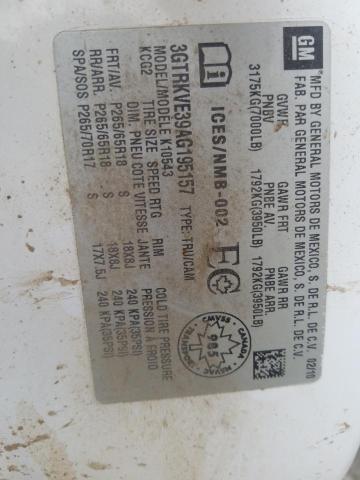 GM
MFD BY GENERAL MOTORS DE MEXICO, S. DE R.L. DE C.V. 02/10
FAB. PAR GENERAL MOTORS DE MEXICO, S. DE R.L. DE C.V.
GVWR GAWR FRT GAWR RR
PNBV PNBE AV. PNBE ARR.
3175KG(7000LB) 1792KG(3950LB) 1792KG(3950LB)
ICES/NMB-002
CANADA
CMVSS
985
NSVAC
TRANSPORT
3GTRKVE39AG195157 TYPE:TRU/CAM
MODEL/MODELE K10543
KCG2 TIRE SIZE SPEED RTG RIM COLD TIRE PRESSURE
DIM. PNEU COTE VITESSE JANTE PRESSION À FROID
FRT/AV. P265/65R18 S 18X8J 240 KPA(35PSI)
RR/ARR. P265/65R18 S 18X8J 240 KPA(35PSI)
SPA/SOS P265/70R17 S 17X7.5J 240 KPA(35PSI)